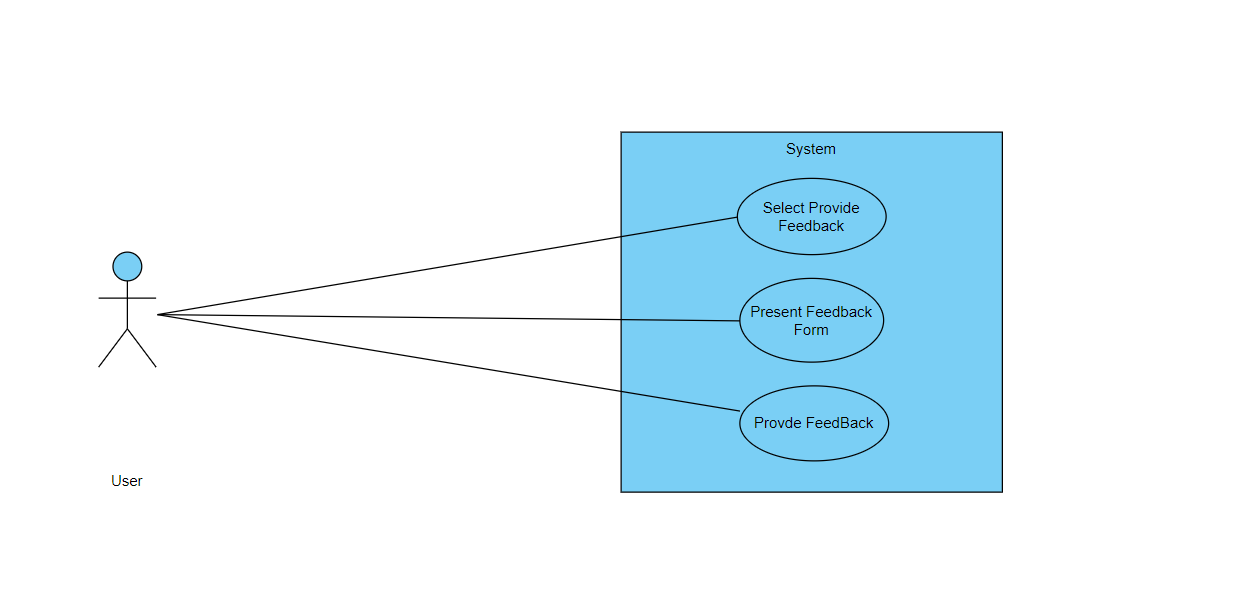 System
Select Provide
Feedback
Present Feedback
Form
Provde FeedBack
User